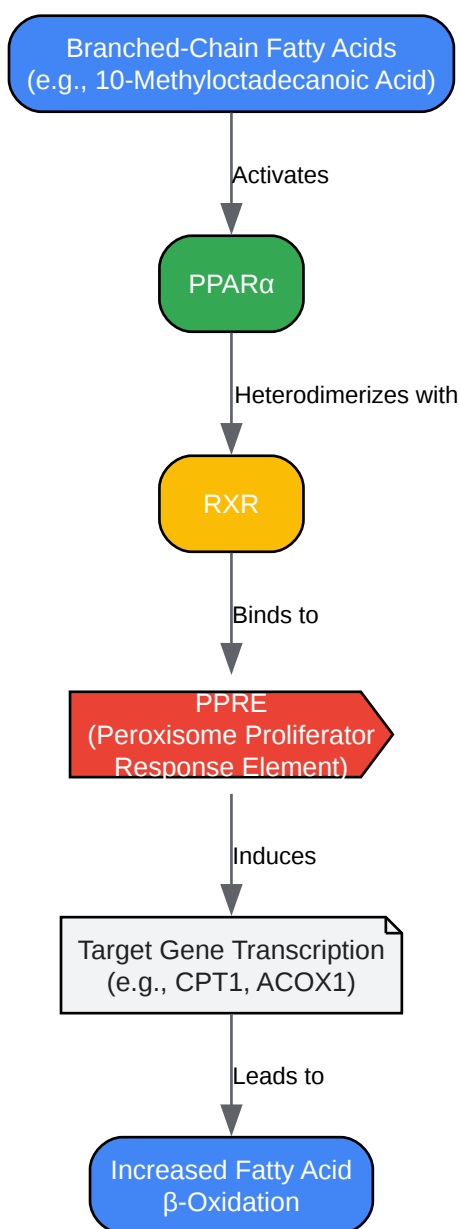 Branched-Chain Fatty Acids
(e.g., 10-Methyloctadecanoic Acid)
Activates
PPARα
Heterodimerizes with
RXR
Binds to
PPRE
(Peroxisome Proliferator
Response Element)
Induces
Target Gene Transcription
(e.g., CPT1, ACOX1)
Leads to
Increased Fatty Acid
β-Oxidation